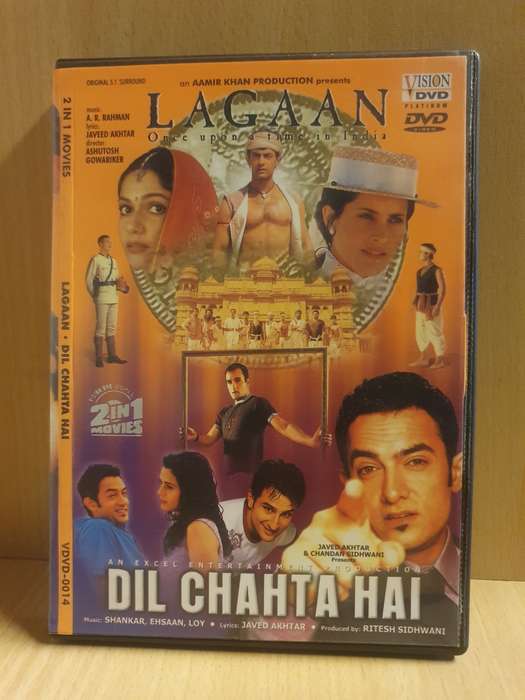 2 IN 1 MOVIES
LAGAAN • DIL CHAHTA HAI
VDVD-0014
ORIGINAL 5.1 SURROUND
an AAMIR KHAN PRODUCTION presents
LAGAAN
Once upon a time in India
music:
A. R. RAHMAN
lyrics:
JAVEED AKHTAR
director:
ASHUTOSH
GOWARIKER
VISION
DVD
PLATINUM
DVD
VIDEO
2 IN 1
MOVIES
JAVED AKHTAR
& CHANDAN SIDHWANI
Presents
AN EXCEL ENTERTAINMENT PRODUCTION
DIL CHAHTA HAI
Music: SHANKAR, EHSAAN, LOY • Lyrics: JAVED AKHTAR • Produced by: RITESH SIDHWANI